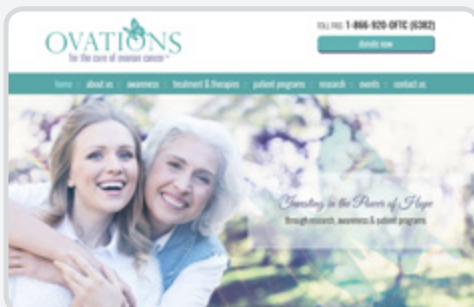 TOLL FREE 1-866-920-OFTC (6382)
OVATIONS
for the cure of ovarian cancer™
donate now
home :: about us :: awareness :: treatment & therapies :: patient programs :: research :: events :: contact us
Investing in the Power of Hope
through research, awareness & patient programs